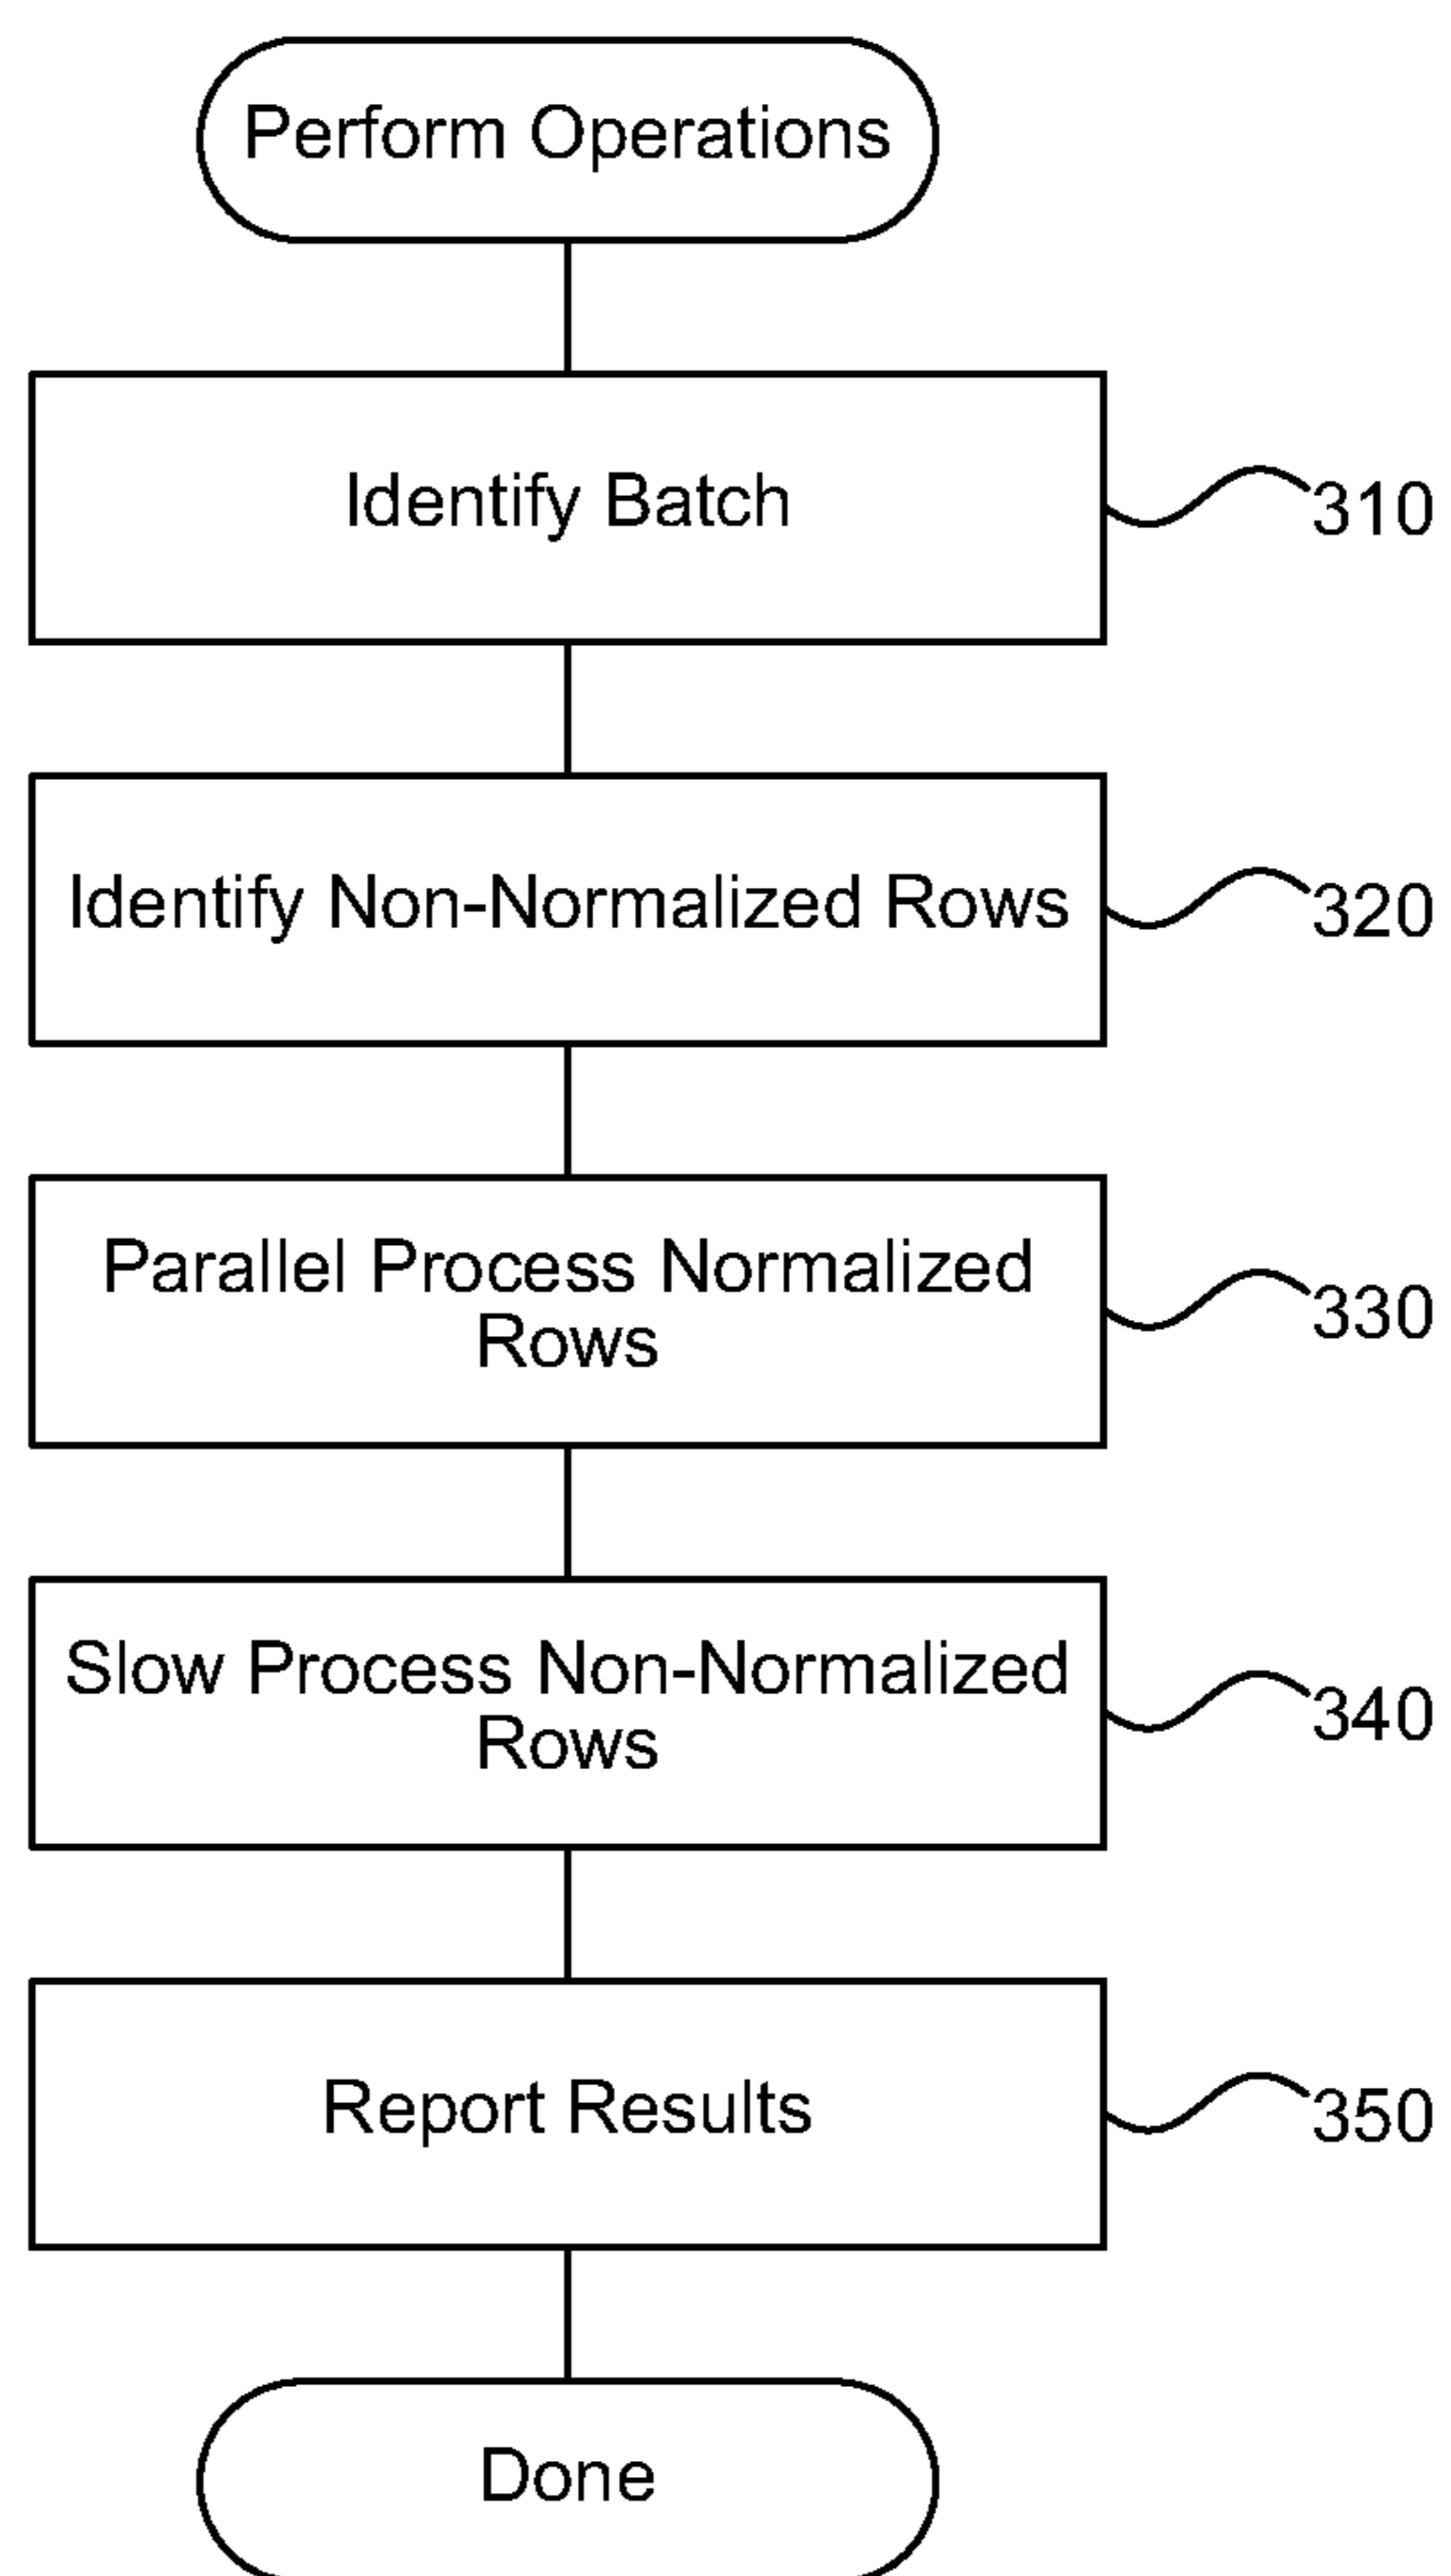 Perform Operations
Identify Batch
310
Identify Non-Normalized Rows
320
Parallel Process Normalized
Rows
330
Slow Process Non-Normalized
Rows
340
Report Results
350
Done